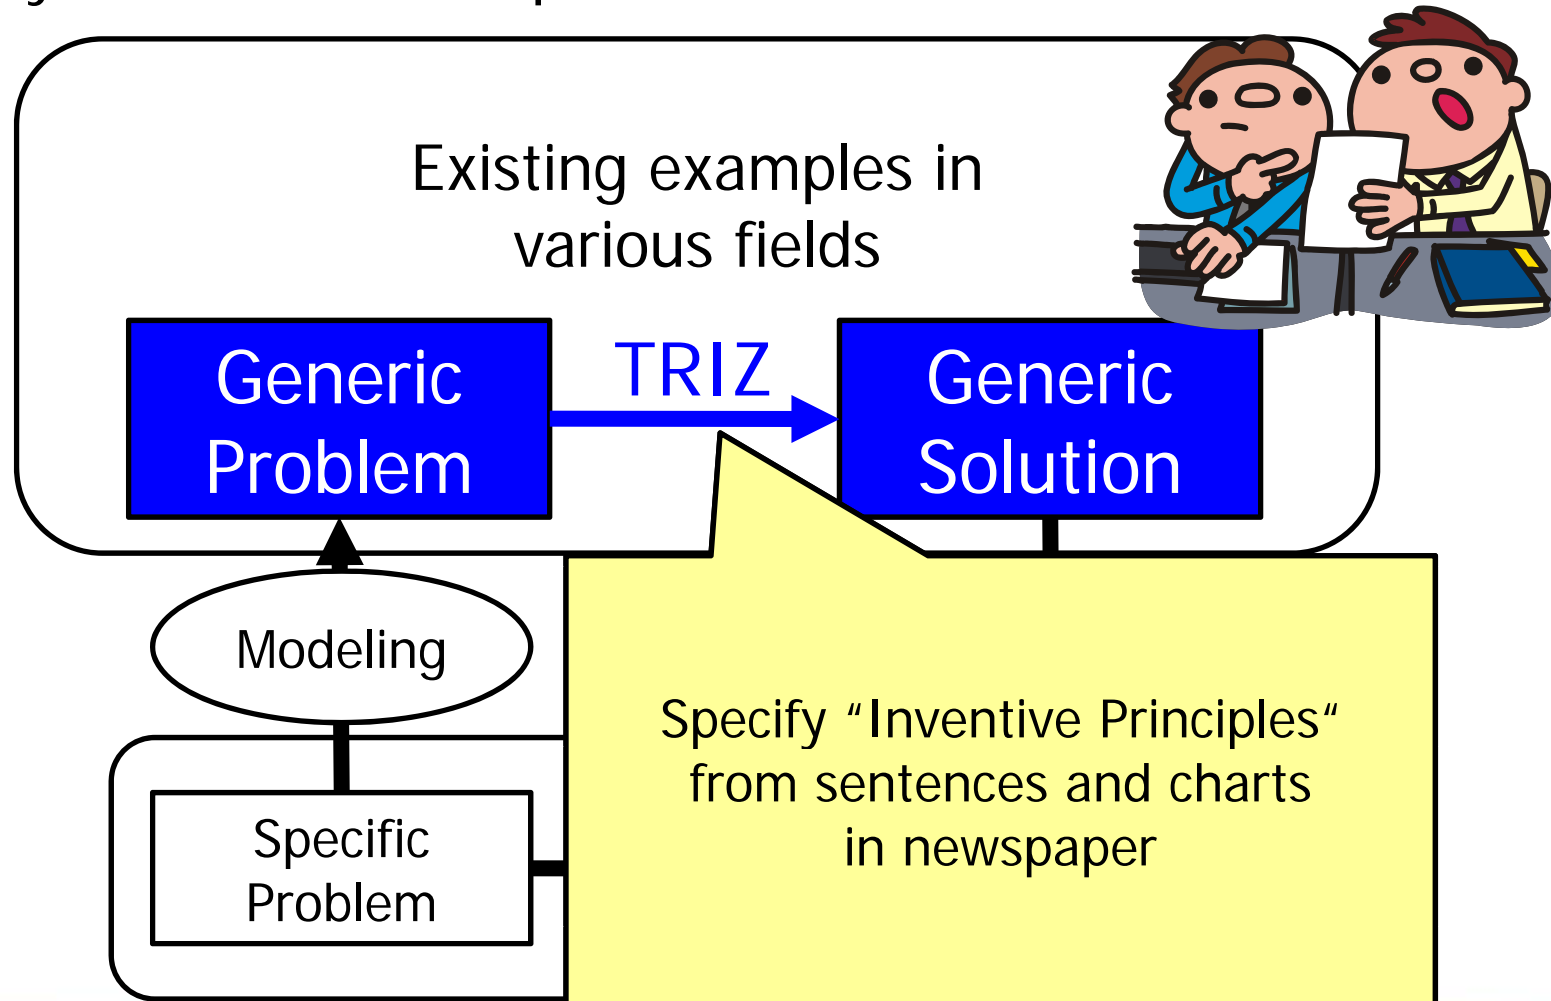 Existing examples in
various fields
Generic
Problem
TRIZ
Generic
Solution
Modeling
Specific
Problem
Specify “Inventive Principles“
from sentences and charts
in newspaper